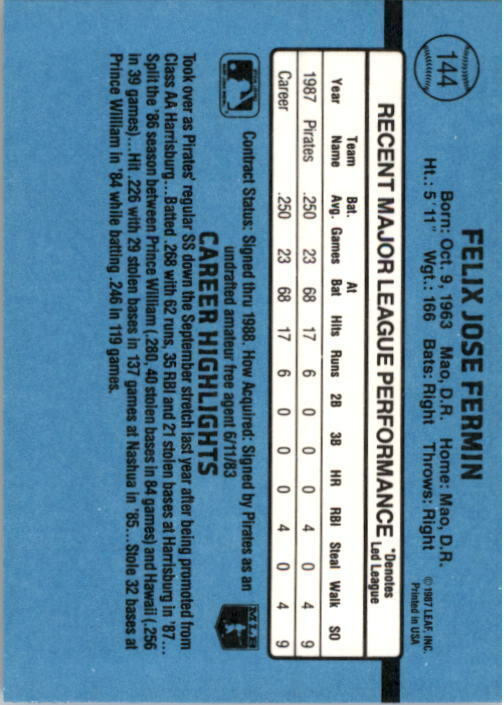 144
FELIX JOSE FERMIN
Born: Oct. 9, 1963 Mao, D.R. Home: Mao, D.R.
Ht.: 5' 11" Wgt.: 166 Bats: Right Throws: Right
© 1987 LEAF, INC.
Printed in USA
RECENT MAJOR LEAGUE PERFORMANCE *Denotes Led League
Year Team Name Bat. Avg. Games At Bat Hits Runs 2B 3B HR RBI Steal Walk SO
1987 Pirates .250 23 68 17 6 0 0 0 4 0 4 9
Career .250 23 68 17 6 0 0 0 4 0 4 9
Contract Status: Signed thru 1988. How Acquired: Signed by Pirates as an
undrafted amateur free agent 6/11/83
MLB
CAREER HIGHLIGHTS
Took over as Pirates' regular SS down the September stretch last year after being promoted from
Class AA Harrisburg...Batted .268 with 62 runs, 35 RBI and 21 stolen bases at Harrisburg in '87...
Split the '86 season between Prince William (.280, 40 stolen bases in 84 games) and Hawaii (.256
in 39 games)...Hit .226 with 29 stolen bases in 137 games at Nashua in '85...Stole 32 bases at
Prince William in '84 while batting .246 in 119 games.